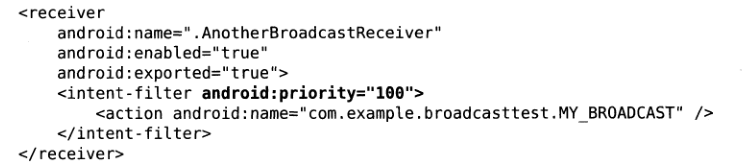 <receiver
    android:name=".AnotherBroadcastReceiver"
    android:enabled="true"
    android:exported="true">
    <intent-filter android:priority="100">
        <action android:name="com.example.broadcasttest.MY_BROADCAST" />
    </intent-filter>
</receiver>